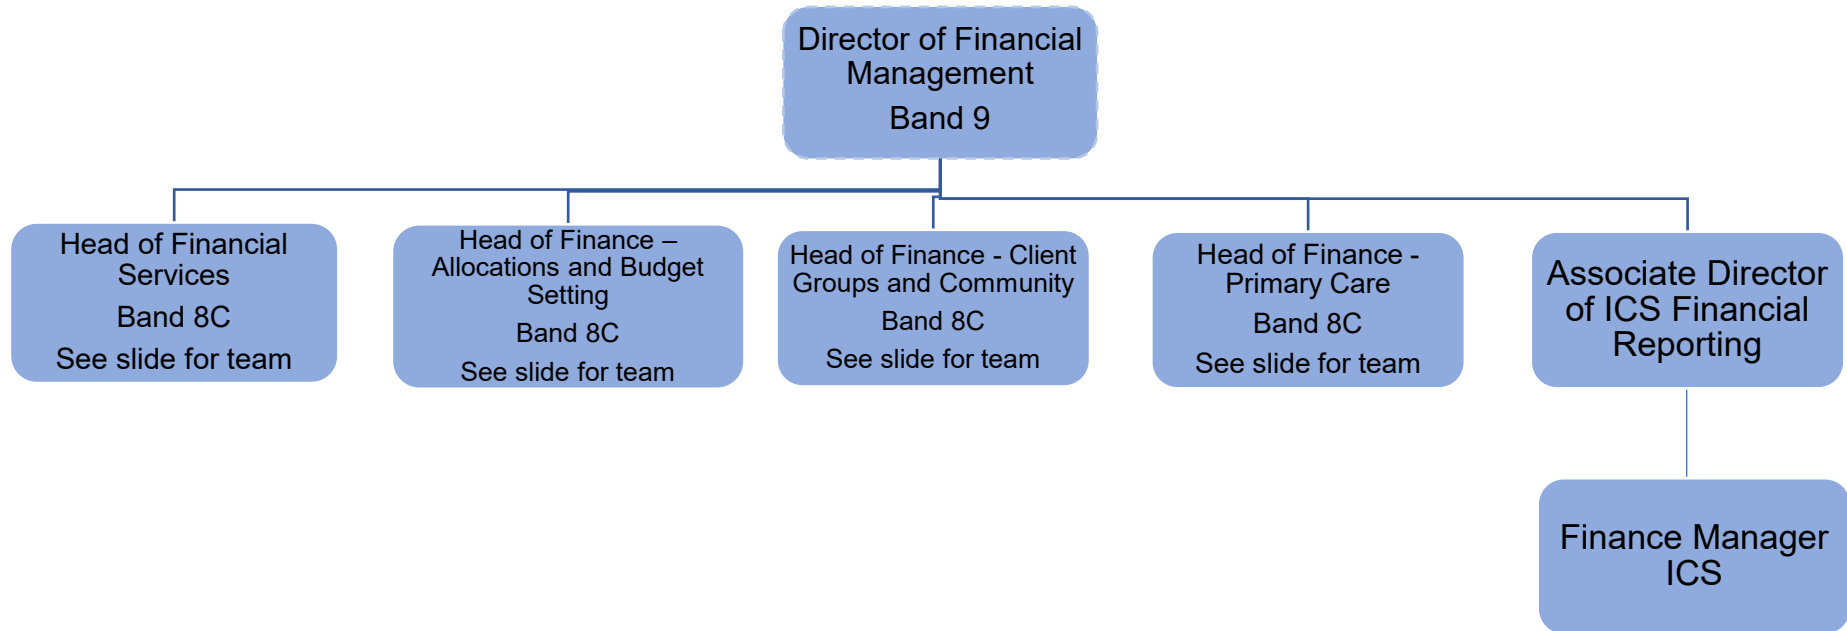 Director of Financial
Management
Band 9
Head of Financial
Services
Band 8C
See slide for team
Head of Finance –
Allocations and Budget
Setting
Band 8C
See slide for team
Head of Finance - Client
Groups and Community
Band 8C
See slide for team
Head of Finance -
Primary Care
Band 8C
See slide for team
Associate Director
of ICS Financial
Reporting
Finance Manager
ICS